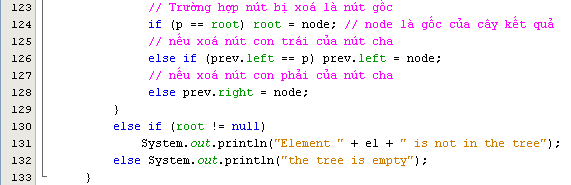 123 // Trường hợp nút bị xoá là nút gốc
124 if (p == root) root = node; // node là gốc của cây kết quả
125 // nếu xoá nút con trái của nút cha
126 else if (prev.left == p) prev.left = node;
127 // nếu xoá nút con phải của nút cha
128 else prev.right = node;
129 }
130 else if (root != null)
131 System.out.println("Element " + el + " is not in the tree");
132 else System.out.println("the tree is empty");
133 }